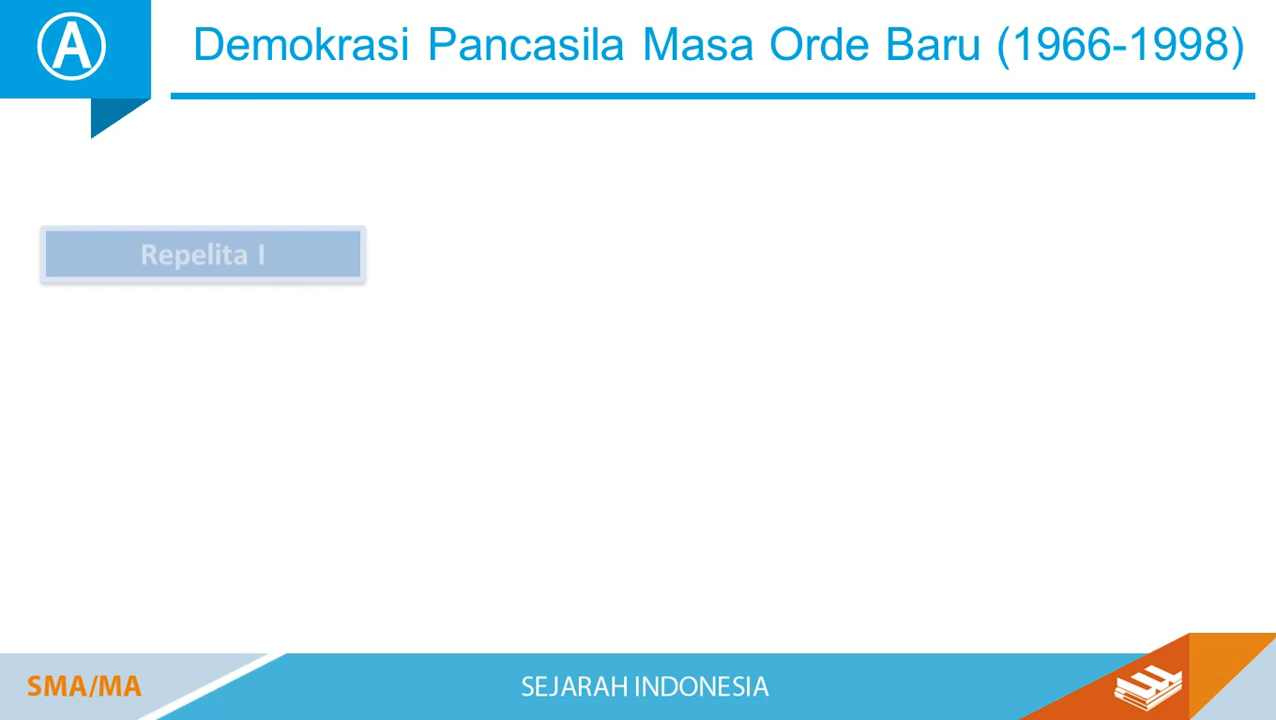 A
Demokrasi Pancasila Masa Orde Baru (1966-1998)
Repelita I
SMA/MA
SEJARAH INDONESIA